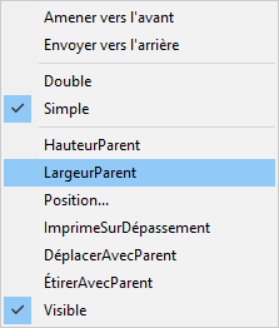 Amener vers l'avant
Envoyer vers l'arrière
Double
Simple
HauteurParent
LargeurParent
Position...
ImprimeSurDépassement
DéplacerAvecParent
ÉtirerAvecParent
Visible